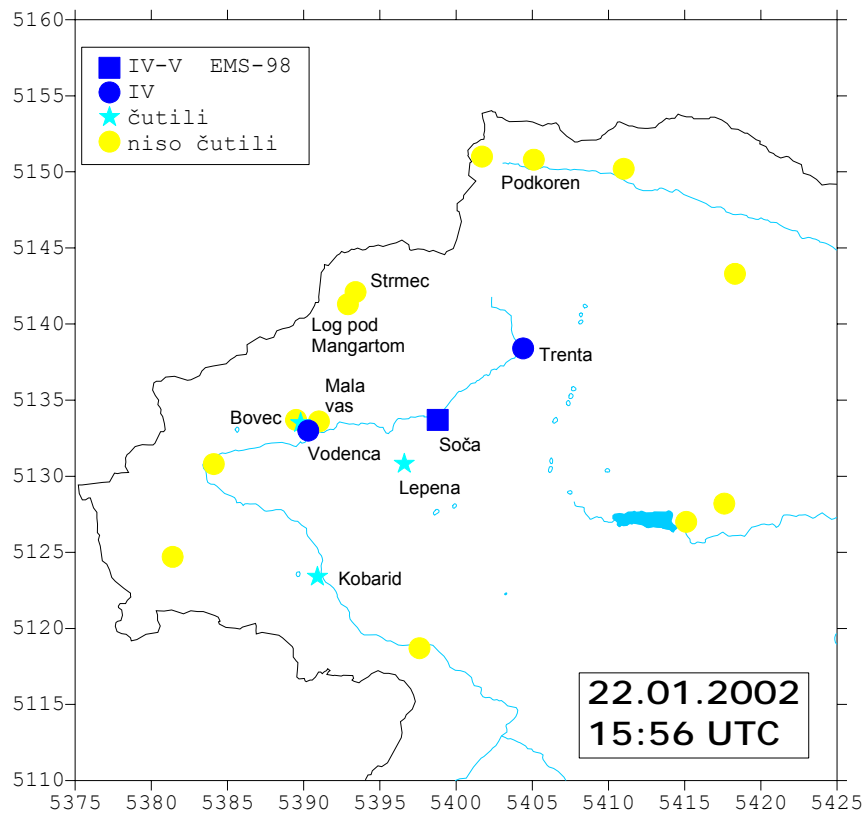 5160
5155
5150
5145
5140
5135
5130
5125
5120
5115
5110
IV-V EMS-98
IV
čutili
niso čutili
Podkoren
Strmec
Log pod
Mangartom
Trenta
Mala
vas
Bovec
Vodenca
Soča
Lepena
Kobarid
22.01.2002
15:56 UTC
5375 5380 5385 5390 5395 5400 5405 5410 5415 5420 5425